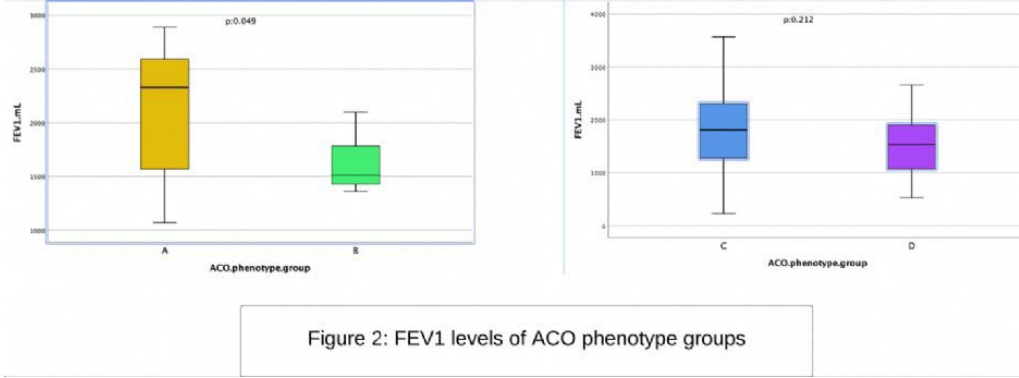 p:0.049
3000
2500
2000
1500
1000
FEV1.mL
A
B
ACO.phenotype.group
p:0.212
4000
3000
2000
1000
0
FEV1.mL
C
D
ACO.phenotype.group
Figure 2: FEV1 levels of ACO phenotype groups